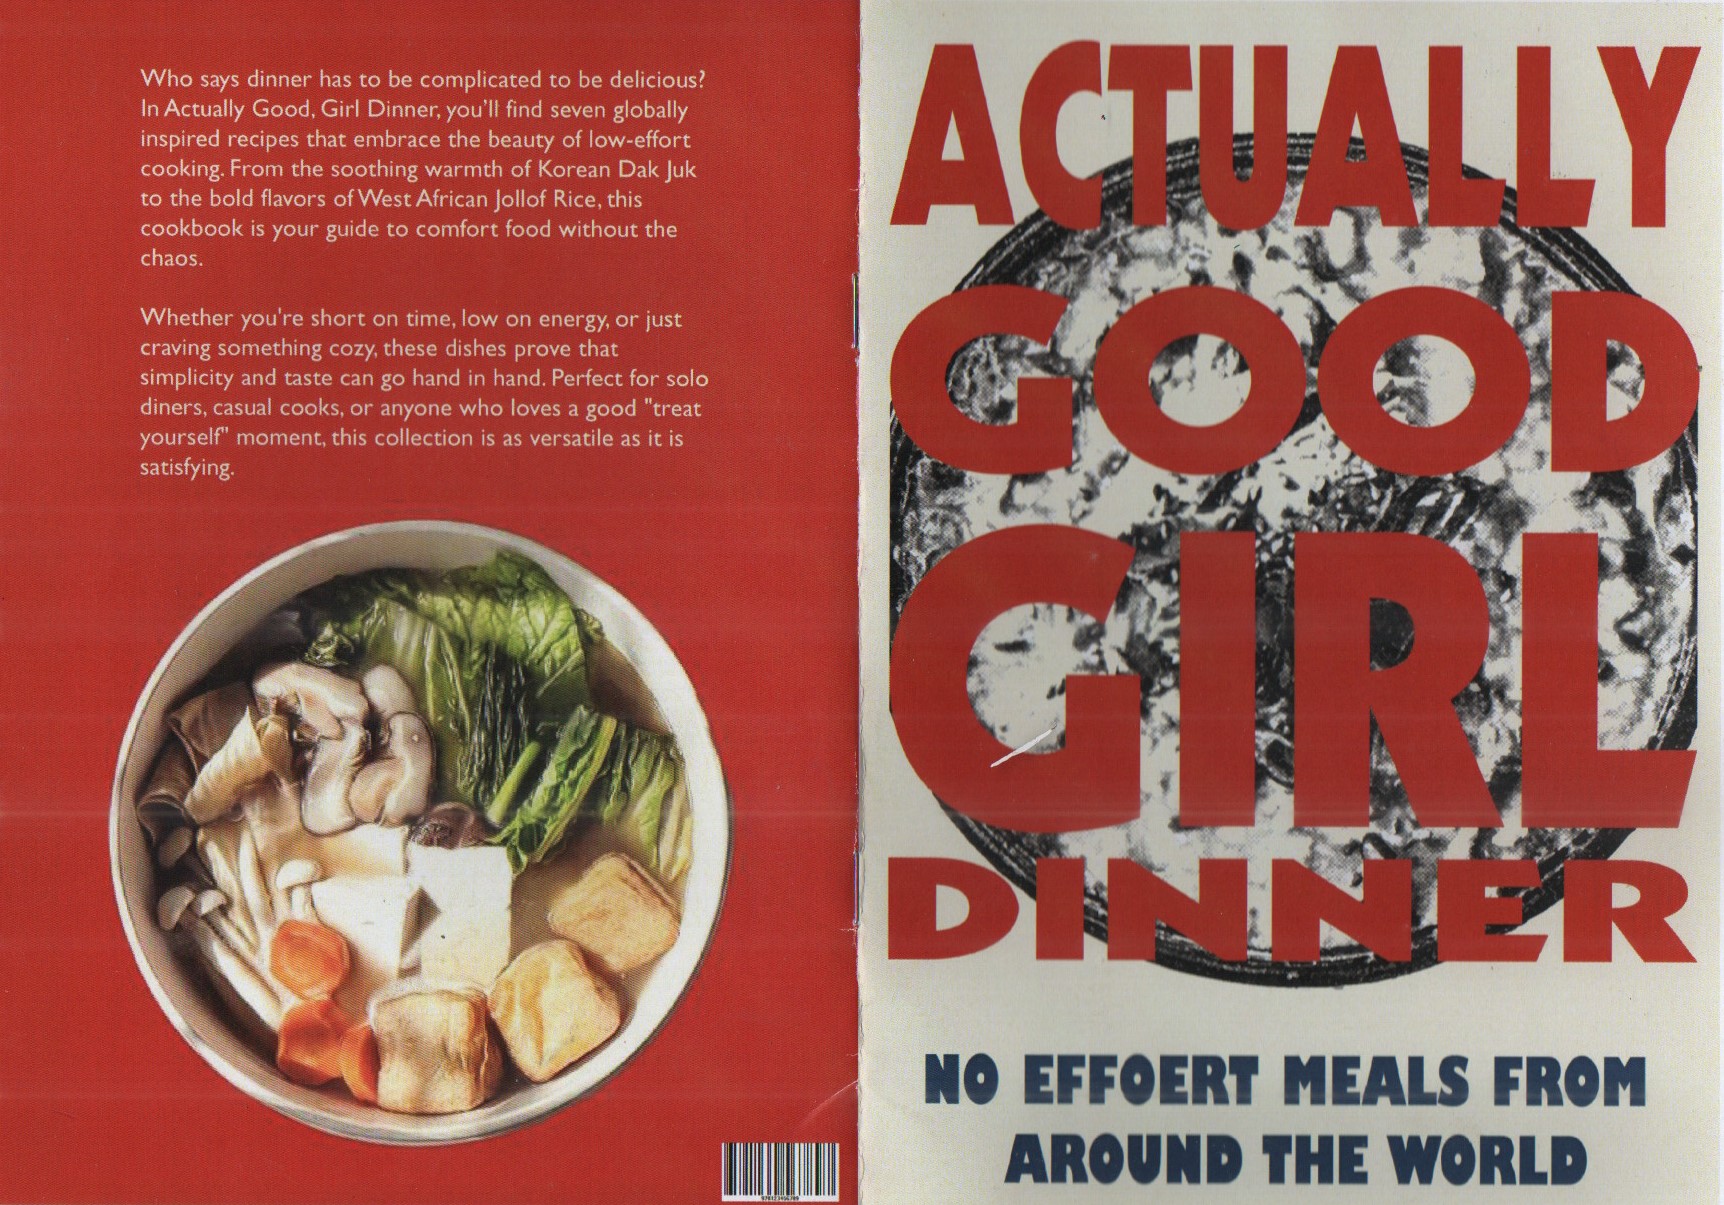 Who says dinner has to be complicated to be delicious?
In Actually Good, Girl Dinner, you'll find seven globally
inspired recipes that embrace the beauty of low-effort
cooking. From the soothing warmth of Korean Dak Juk
to the bold flavors of West African Jollof Rice, this
cookbook is your guide to comfort food without the
chaos.
Whether you're short on time, low on energy, or just
craving something cozy, these dishes prove that
simplicity and taste can go hand in hand. Perfect for solo
diners, casual cooks, or anyone who loves a good "treat
yourself" moment, this collection is as versatile as it is
satisfying.
ACTUALLY
GOOD
GIRL
DINNER
NO EFFOERT MEALS FROM
AROUND THE WORLD